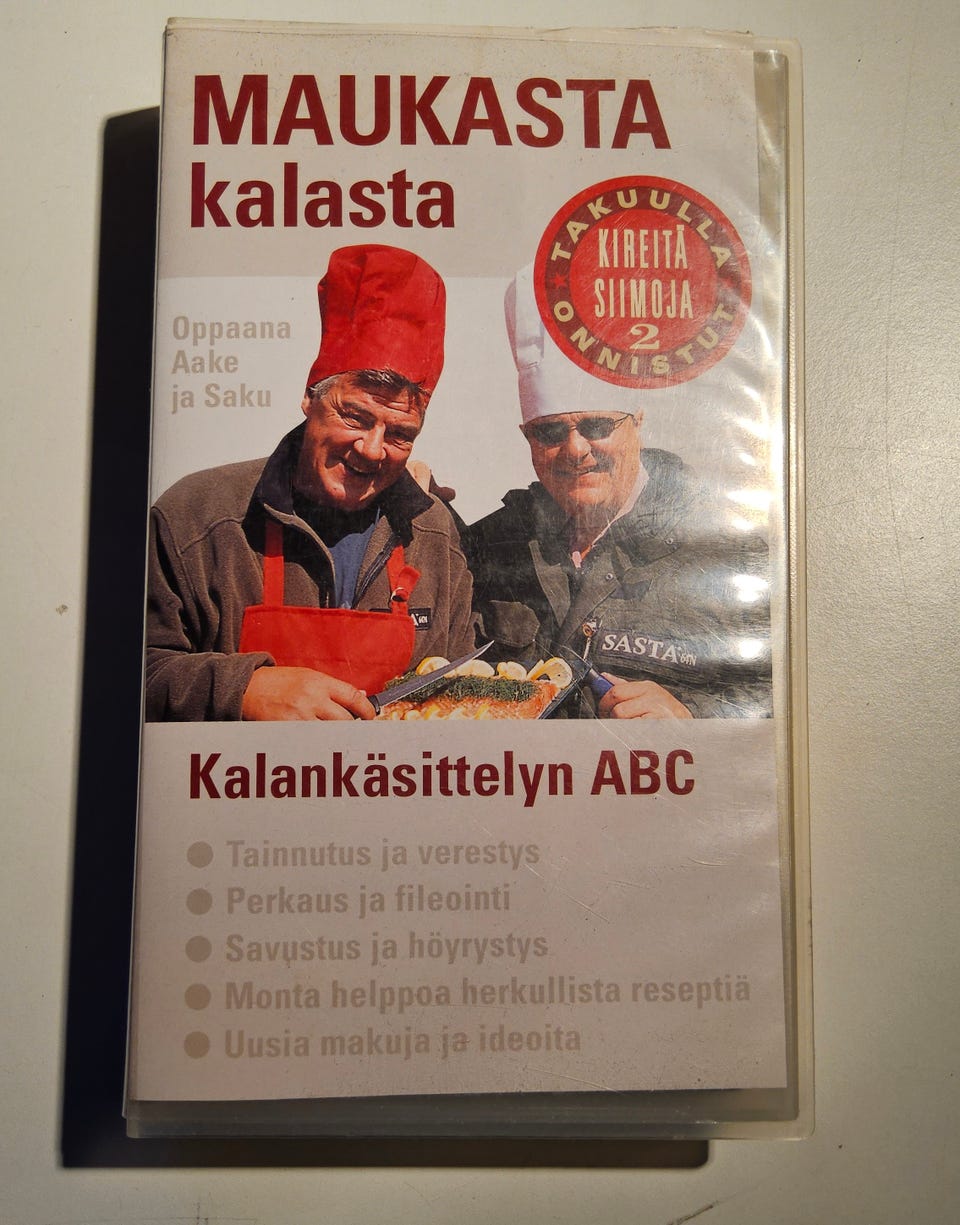 MAUKASTA
kalasta
TAKUULLA
KIREITÄ
SIIMOJA
2
ONNISTUT
Oppaana
Aake
ja Saku
SASTA
Kalankäsittelyn ABC
Tainnutus ja verestys
Perkaus ja fileointi
Savustus ja höyrystys
Monta helppoa herkullista reseptiä
Uusia makuja ja ideoita